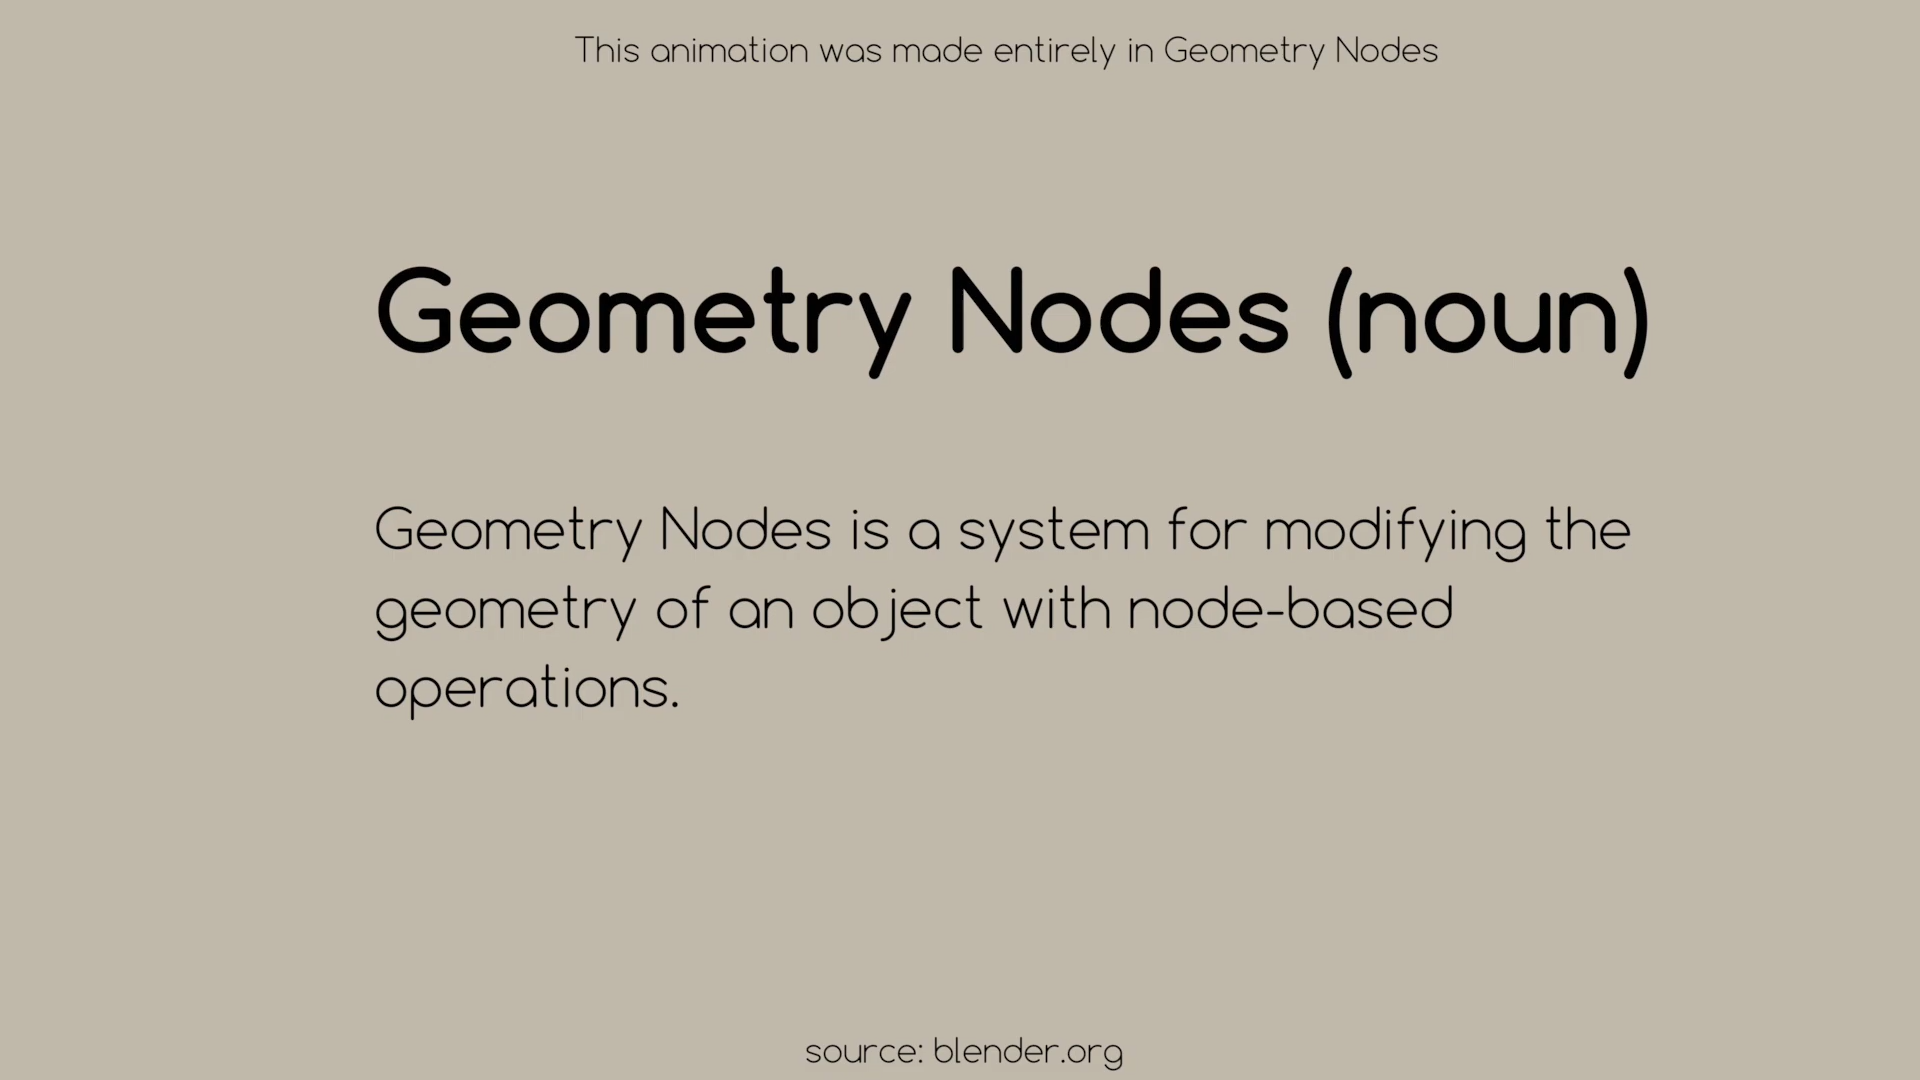 This animation was made entirely in Geometry Nodes
Geometry Nodes (noun)
Geometry Nodes is a system for modifying the
geometry of an object with node-based
operations.
source: blender.org